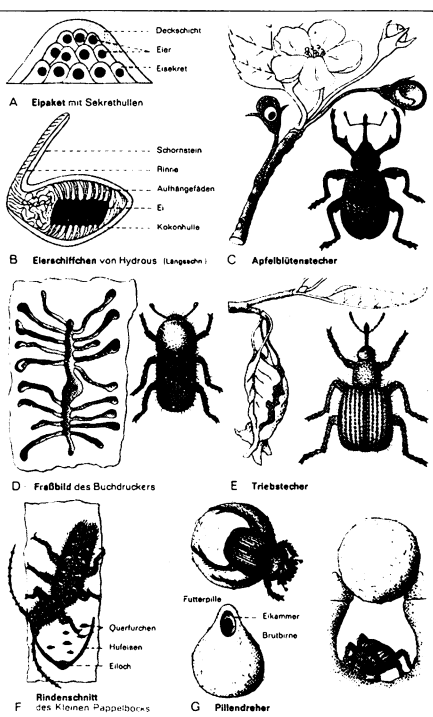 Deckschicht
Eier
Eisekret
A Eipaket mit Sekrethüllen
Schornstein
Rinne
Aufhängefäden
Ei
Kokonhülle
B Eierschiffchen von Hydrous (Längsschn.)
C Apfelblütenstecher
D Fraßbild des Buchdruckers
E Triebstecher
Querfurchen
Hufeisen
Eiloch
F Rindenschnitt
des Kleinen Pappelbocks
Futterpille
Eikammer
Brutbirne
G Pillendreher